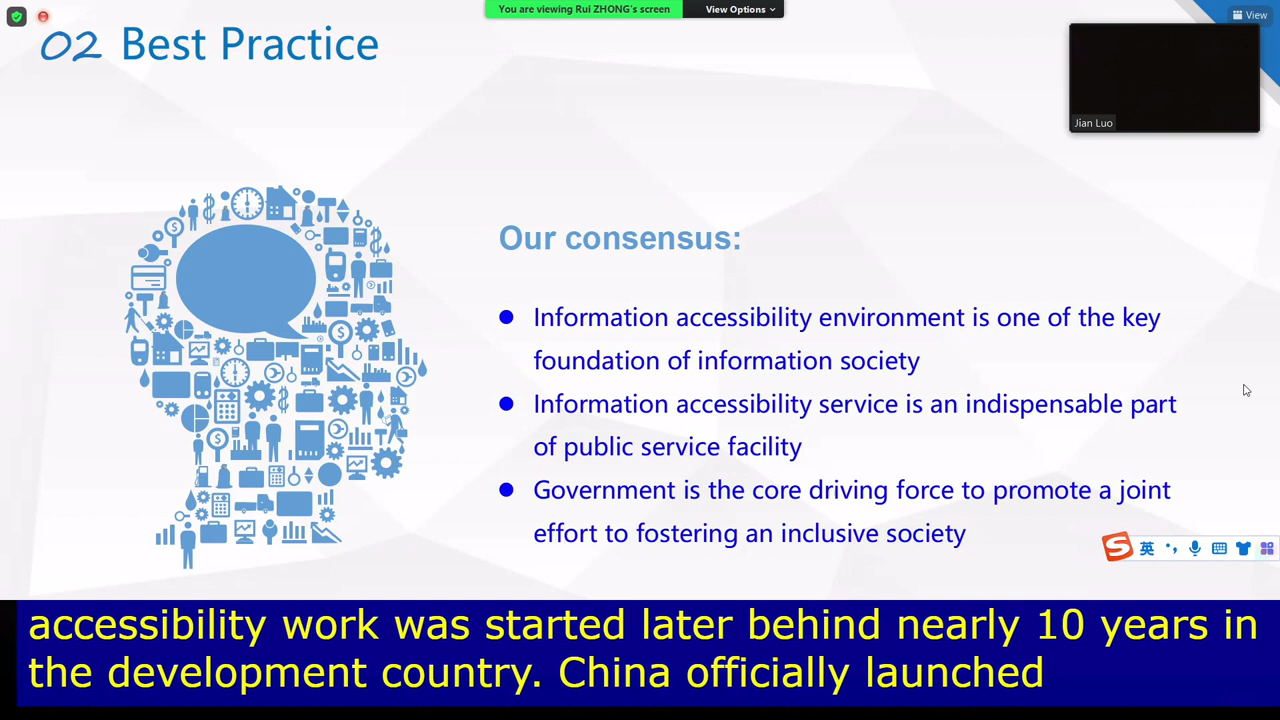 You are viewing Rui ZHONG's screen
View Options
View
02 Best Practice
Jian Luo
Our consensus:
Information accessibility environment is one of the key
foundation of information society
Information accessibility service is an indispensable part
of public service facility
Government is the core driving force to promote a joint
effort to fostering an inclusive society
英
accessibility work was started later behind nearly 10 years in
the development country. China officially launched